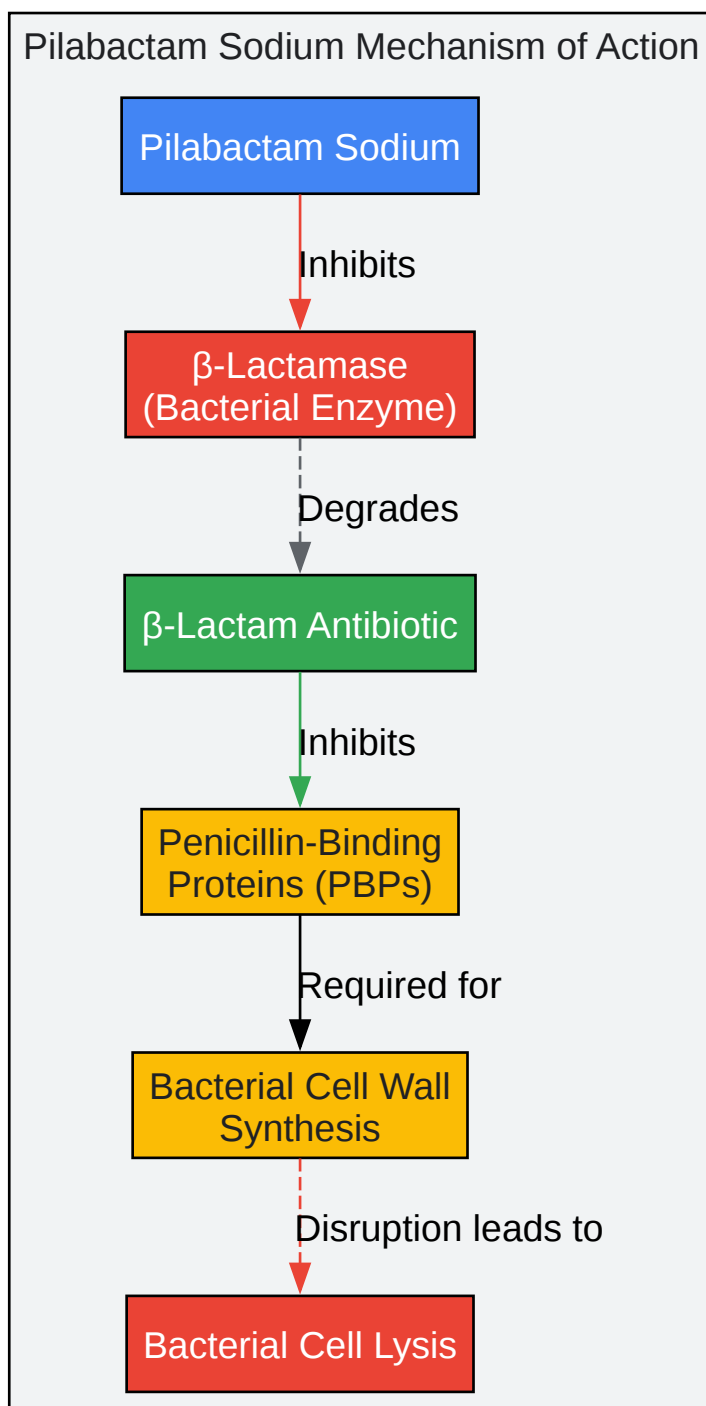 Pilabactam Sodium Mechanism of Action
Pilabactam Sodium
Inhibits
β-Lactamase
(Bacterial Enzyme)
Degrades
β-Lactam Antibiotic
Inhibits
Penicillin-Binding
Proteins (PBPs)
Required for
Bacterial Cell Wall
Synthesis
Disruption leads to
Bacterial Cell Lysis